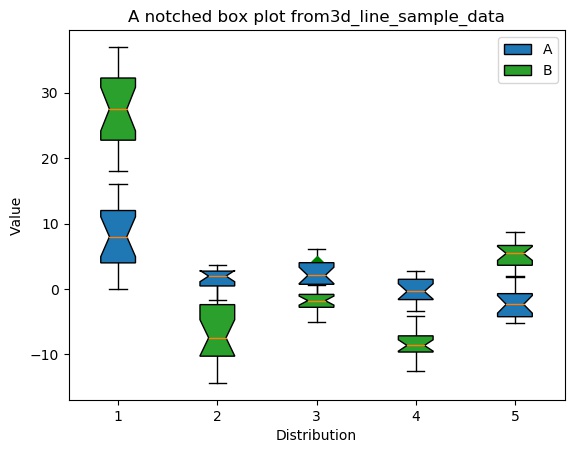 A notched box plot from3d_line_sample_data
A
B
Value
30
20
10
0
−10
1 2 3 4 5
Distribution